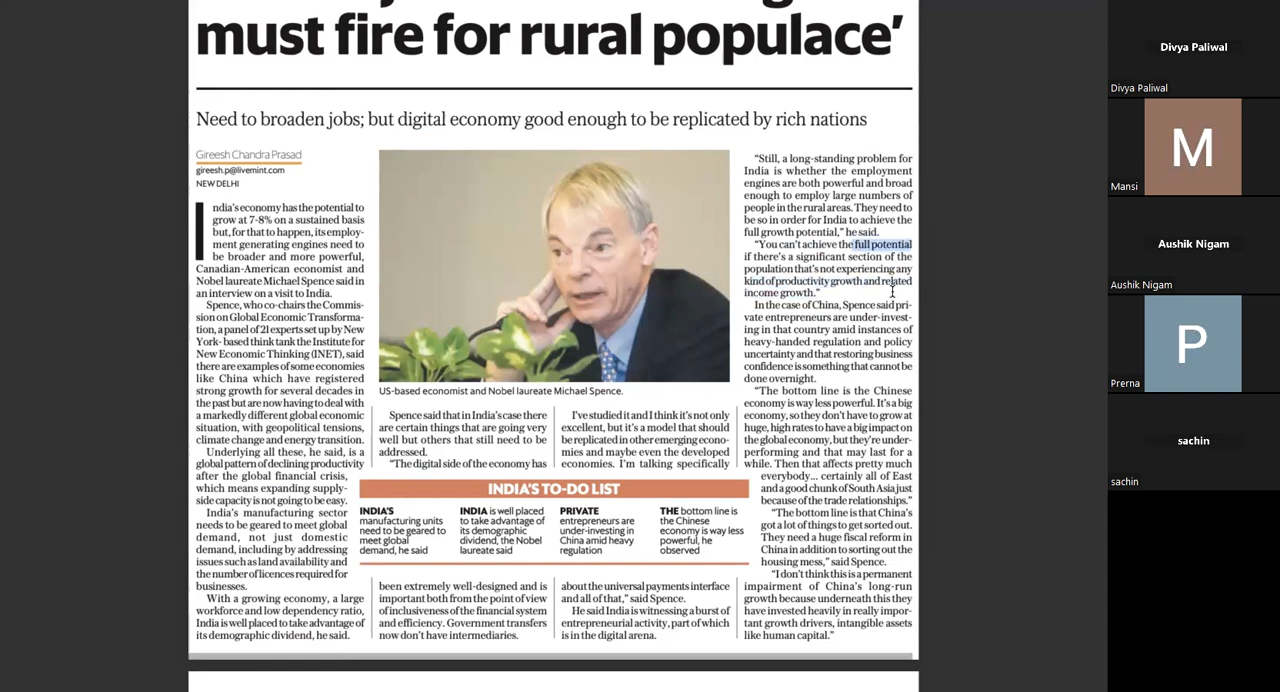 must fire for rural populace’
Need to broaden jobs; but digital economy good enough to be replicated by rich nations
Gireesh Chandra Prasad
gireesh.p@livemint.com
NEW DELHI
India’s economy has the potential to
grow at 7-8% on a sustained basis
but, for that to happen, its employ-
ment generating engines need to
be broader and more powerful,
Canadian-American economist and
Nobel laureate Michael Spence said in
an interview on a visit to India.
Spence, who co-chairs the Commis-
sion on Global Economic Transforma-
tion, a panel of 21 experts set up by New
York- based think tank the Institute for
New Economic Thinking (INET), said
there are examples of some economies
like China which have registered
strong growth for several decades in
the past but are now having to deal with
a markedly different global economic
situation, with geopolitical tensions,
climate change and energy transition.
Underlying all these, he said, is a
global pattern of declining productivity
after the global financial crisis,
which means expanding supply-
side capacity is not going to be easy.
India’s manufacturing sector
needs to be geared to meet global
demand, not just domestic
demand, including by addressing
issues such as land availability and
the number of licences required for
businesses.
With a growing economy, a large
workforce and low dependency ratio,
India is well placed to take advantage of
its demographic dividend, he said.
US-based economist and Nobel laureate Michael Spence.
Spence said that in India’s case there
are certain things that are going very
well but others that still need to be
addressed.
“The digital side of the economy has
been extremely well-designed and is
important both from the point of view
of inclusiveness of the financial system
and efficiency. Government transfers
now don’t have intermediaries.
I’ve studied it and I think it’s not only
excellent, but it’s a model that should
be replicated in other emerging econo-
mies and maybe even the developed
economies. I’m talking specifically
about the universal payments interface
and all of that,” said Spence.
He said India is witnessing a burst of
entrepreneurial activity, part of which
is in the digital arena.
“Still, a long-standing problem for
India is whether the employment
engines are both powerful and broad
enough to employ large numbers of
people in the rural areas. They need to
be so in order for India to achieve the
full growth potential,” he said.
“You can’t achieve the full potential
if there’s a significant section of the
population that’s not experiencing any
kind of productivity growth and related
income growth.”
In the case of China, Spence said pri-
vate entrepreneurs are under-invest-
ing in that country amid instances of
heavy-handed regulation and policy
uncertainty and that restoring business
confidence is something that cannot be
done overnight.
“The bottom line is the Chinese
economy is way less powerful. It’s a big
economy, so they don’t have to grow at
huge, high rates to have a big impact on
the global economy, but they’re under-
performing and that may last for a
while. Then that affects pretty much
everybody... certainly all of East
and a good chunk of South Asia just
because of the trade relationships.”
“The bottom line is that China’s
got a lot of things to get sorted out.
They need a huge fiscal reform in
China in addition to sorting out the
housing mess,” said Spence.
“I don’t think this is a permanent
impairment of China’s long-run
growth because underneath this they
have invested heavily in really impor-
tant growth drivers, intangible assets
like human capital.”
INDIA’S TO-DO LIST
INDIA’S
manufacturing units
need to be geared to
meet global
demand, he said
INDIA is well placed
to take advantage of
its demographic
dividend, the Nobel
laureate said
PRIVATE
entrepreneurs are
under-investing in
China amid heavy
regulation
THE bottom line is
the Chinese
economy is way less
powerful, he
observed
Divya Paliwal
Divya Paliwal
M
Mansi
Aushik Nigam
Aushik Nigam
P
Prerna
sachin
sachin